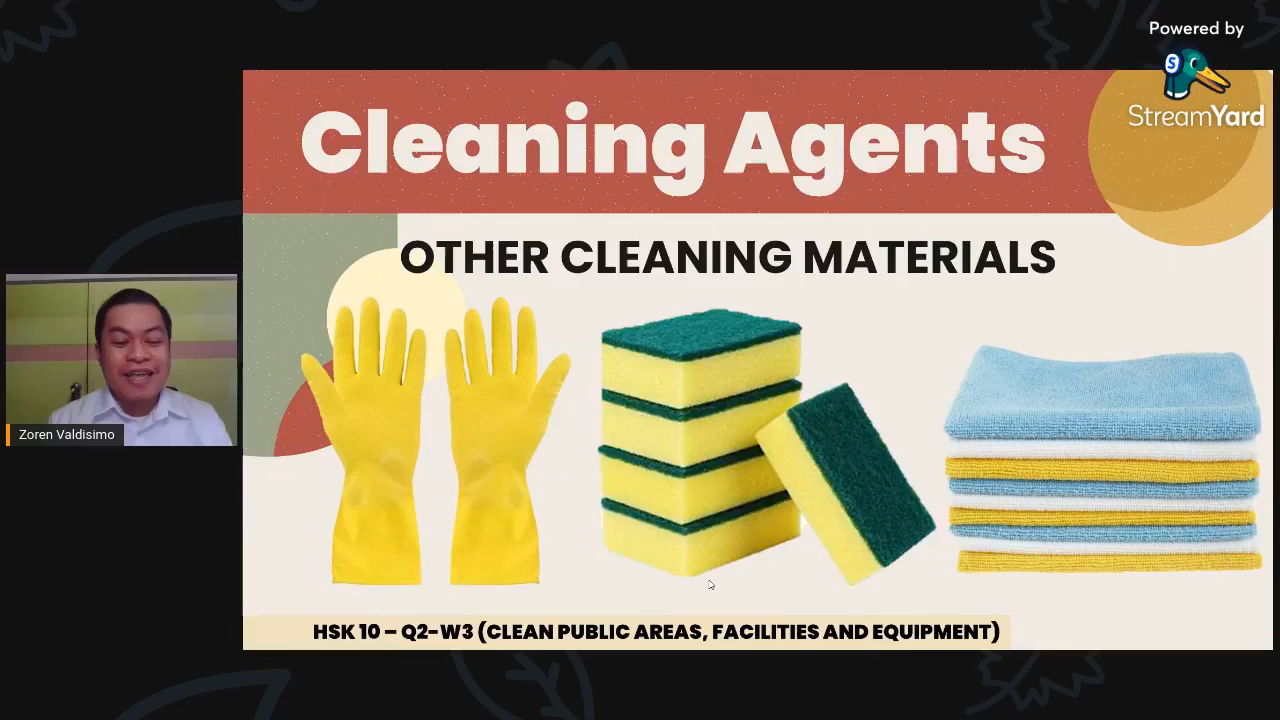 Powered by
S
StreamYard
Cleaning Agents
OTHER CLEANING MATERIALS
Zoren Valdisimo
HSK 10 – Q2-W3 (CLEAN PUBLIC AREAS, FACILITIES AND EQUIPMENT)